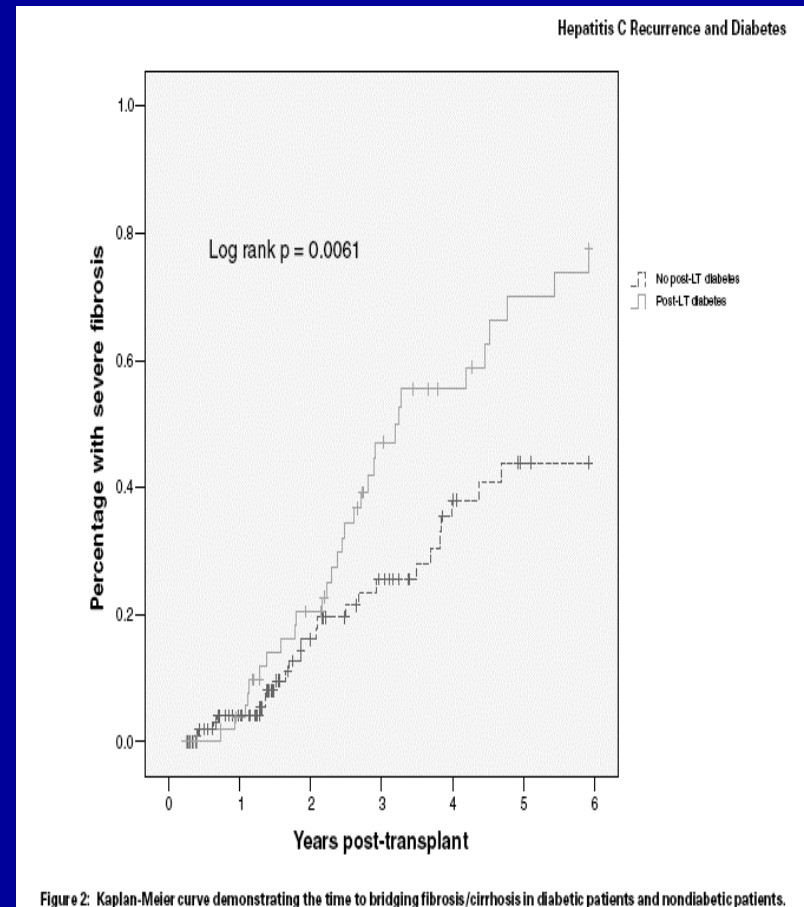 Hepatitis C Recurrence and Diabetes
1.0
0.8
0.6
0.4
0.2
0.0
Percentage with severe fibrosis
Log rank p = 0.0061
No post-LT diabetes
Post-LT diabetes
0 1 2 3 4 5 6
Years post-transplant
Figure 2: Kaplan-Meier curve demonstrating the time to bridging fibrosis/cirrhosis in diabetic patients and nondiabetic patients.